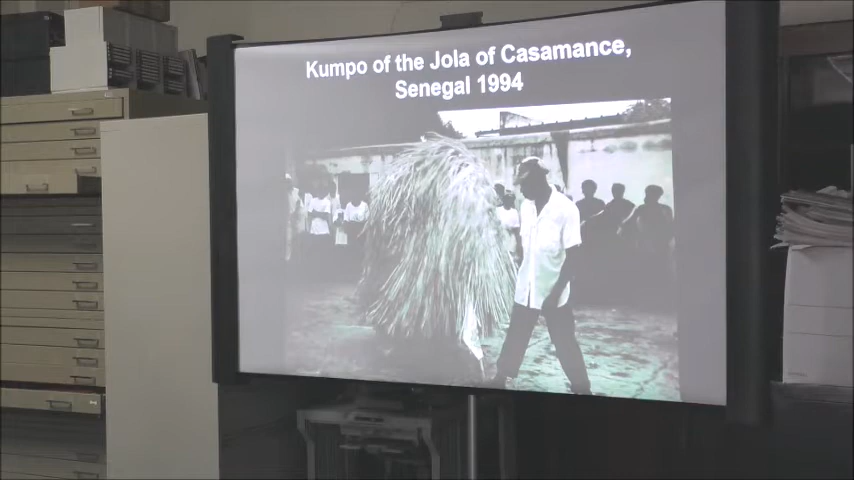 Kumpo of the Jola of Casamance,
Senegal 1994